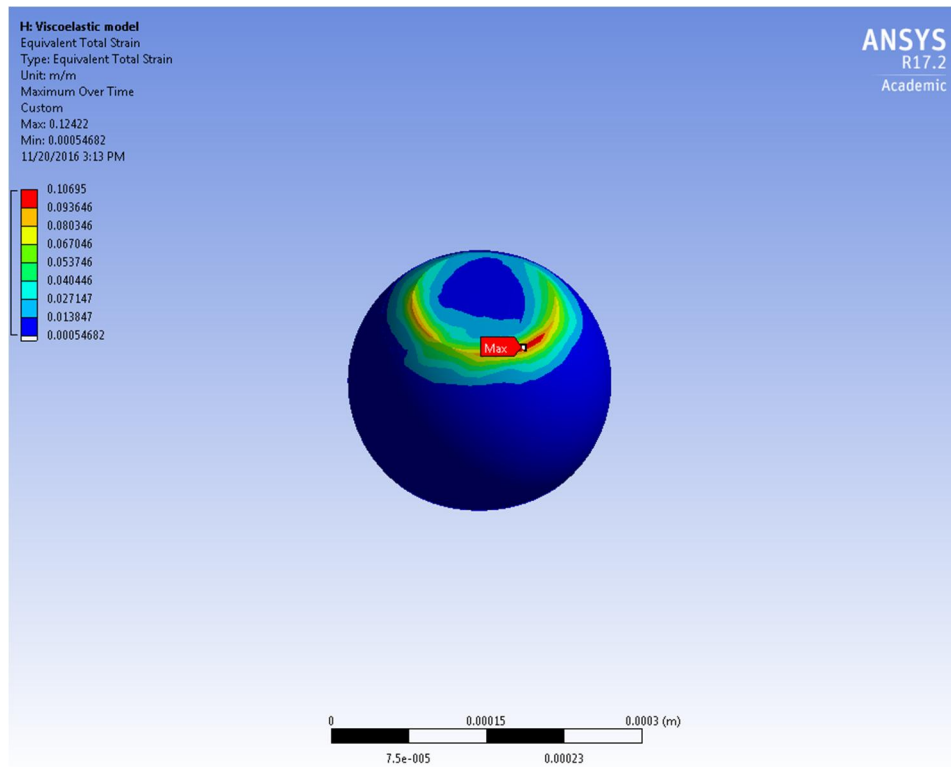 H: Viscoelastic model
Equivalent Total Strain
Type: Equivalent Total Strain
Unit: m/m
Maximum Over Time
Custom
Max: 0.12422
Min: 0.00054682
11/20/2016 3:13 PM
ANSYS
R17.2
Academic
0.10695
0.093646
0.080346
0.067046
0.053746
0.040446
0.027147
0.013847
0.00054682
Max
0 0.00015 0.0003 (m)
7.5e-005 0.00023